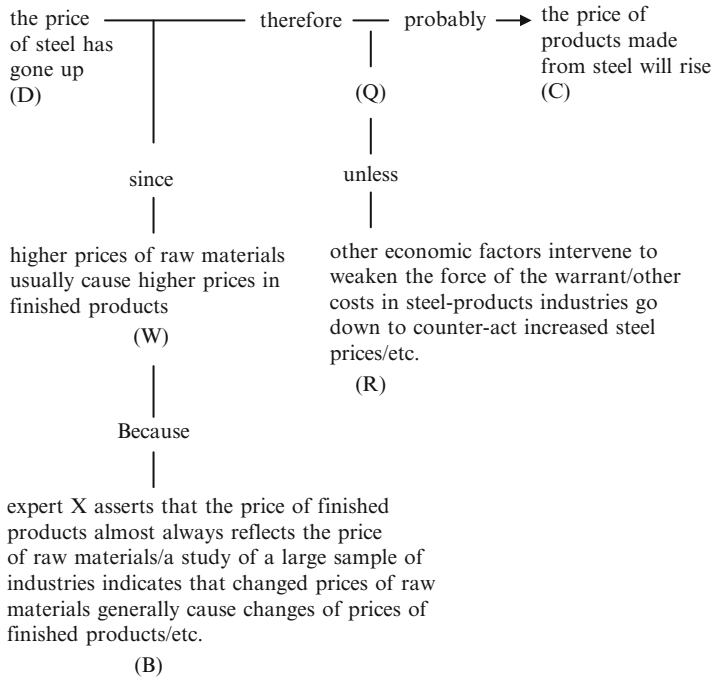 the price
of steel has
gone up
(D)
therefore
probably
the price of
products made
from steel will rise
(C)
(Q)
since
unless
higher prices of raw materials
usually cause higher prices in
finished products
(W)
other economic factors intervene to
weaken the force of the warrant/other
costs in steel-products industries go
down to counter-act increased steel
prices/etc.
(R)
Because
expert X asserts that the price of finished
products almost always reflects the price
of raw materials/a study of a large sample of
industries indicates that changed prices of raw
materials generally cause changes of prices of
finished products/etc.
(B)